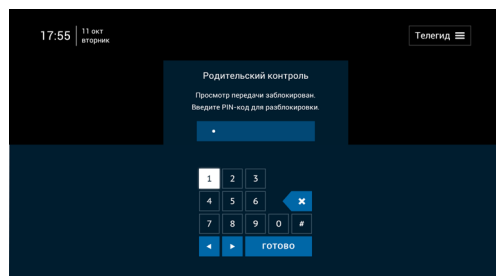 17:55
11 окт
вторник
Телегид
Родительский контроль
Просмотр передачи заблокирован.
Введите PIN-код для разблокировки.
1 2 3
4 5 6
7 8 9 0 #
ГОТОВО